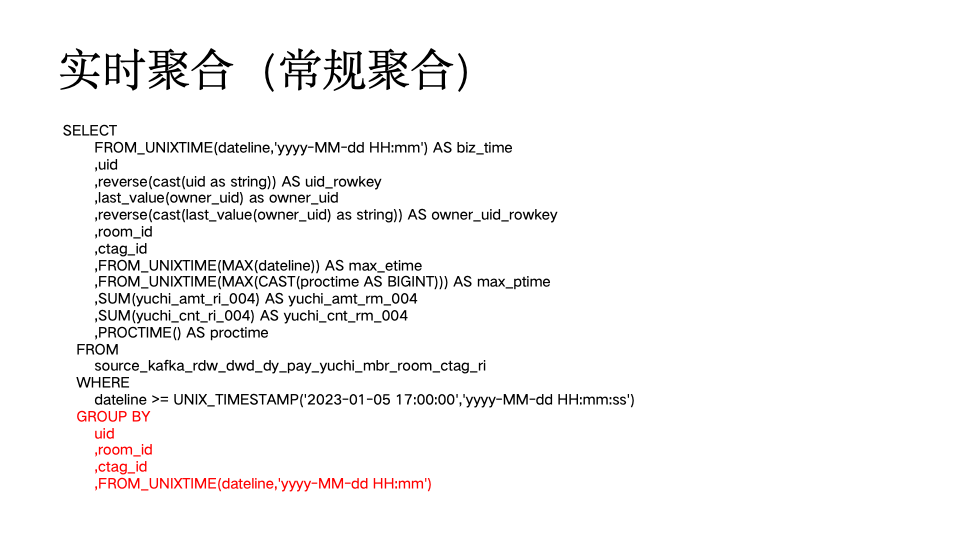 实时聚合（常规聚合）
SELECT
FROM_UNIXTIME(dateline,'yyyy-MM-dd HH:mm') AS biz_time
,uid
,reverse(cast(uid as string)) AS uid_rowkey
,last_value(owner_uid) as owner_uid
,reverse(cast(last_value(owner_uid) as string)) AS owner_uid_rowkey
,room_id
,ctag_id
,FROM_UNIXTIME(MAX(dateline)) AS max_etime
,FROM_UNIXTIME(MAX(CAST(proctime AS BIGINT))) AS max_ptime
,SUM(yuchi_amt_ri_004) AS yuchi_amt_rm_004
,SUM(yuchi_cnt_ri_004) AS yuchi_cnt_rm_004
,PROCTIME() AS proctime
FROM
source_kafka_rdw_dwd_dy_pay_yuchi_mbr_room_ctag_ri
WHERE
dateline >= UNIX_TIMESTAMP('2023-01-05 17:00:00','yyyy-MM-dd HH:mm:ss')
GROUP BY
uid
,room_id
,ctag_id
,FROM_UNIXTIME(dateline,'yyyy-MM-dd HH:mm')